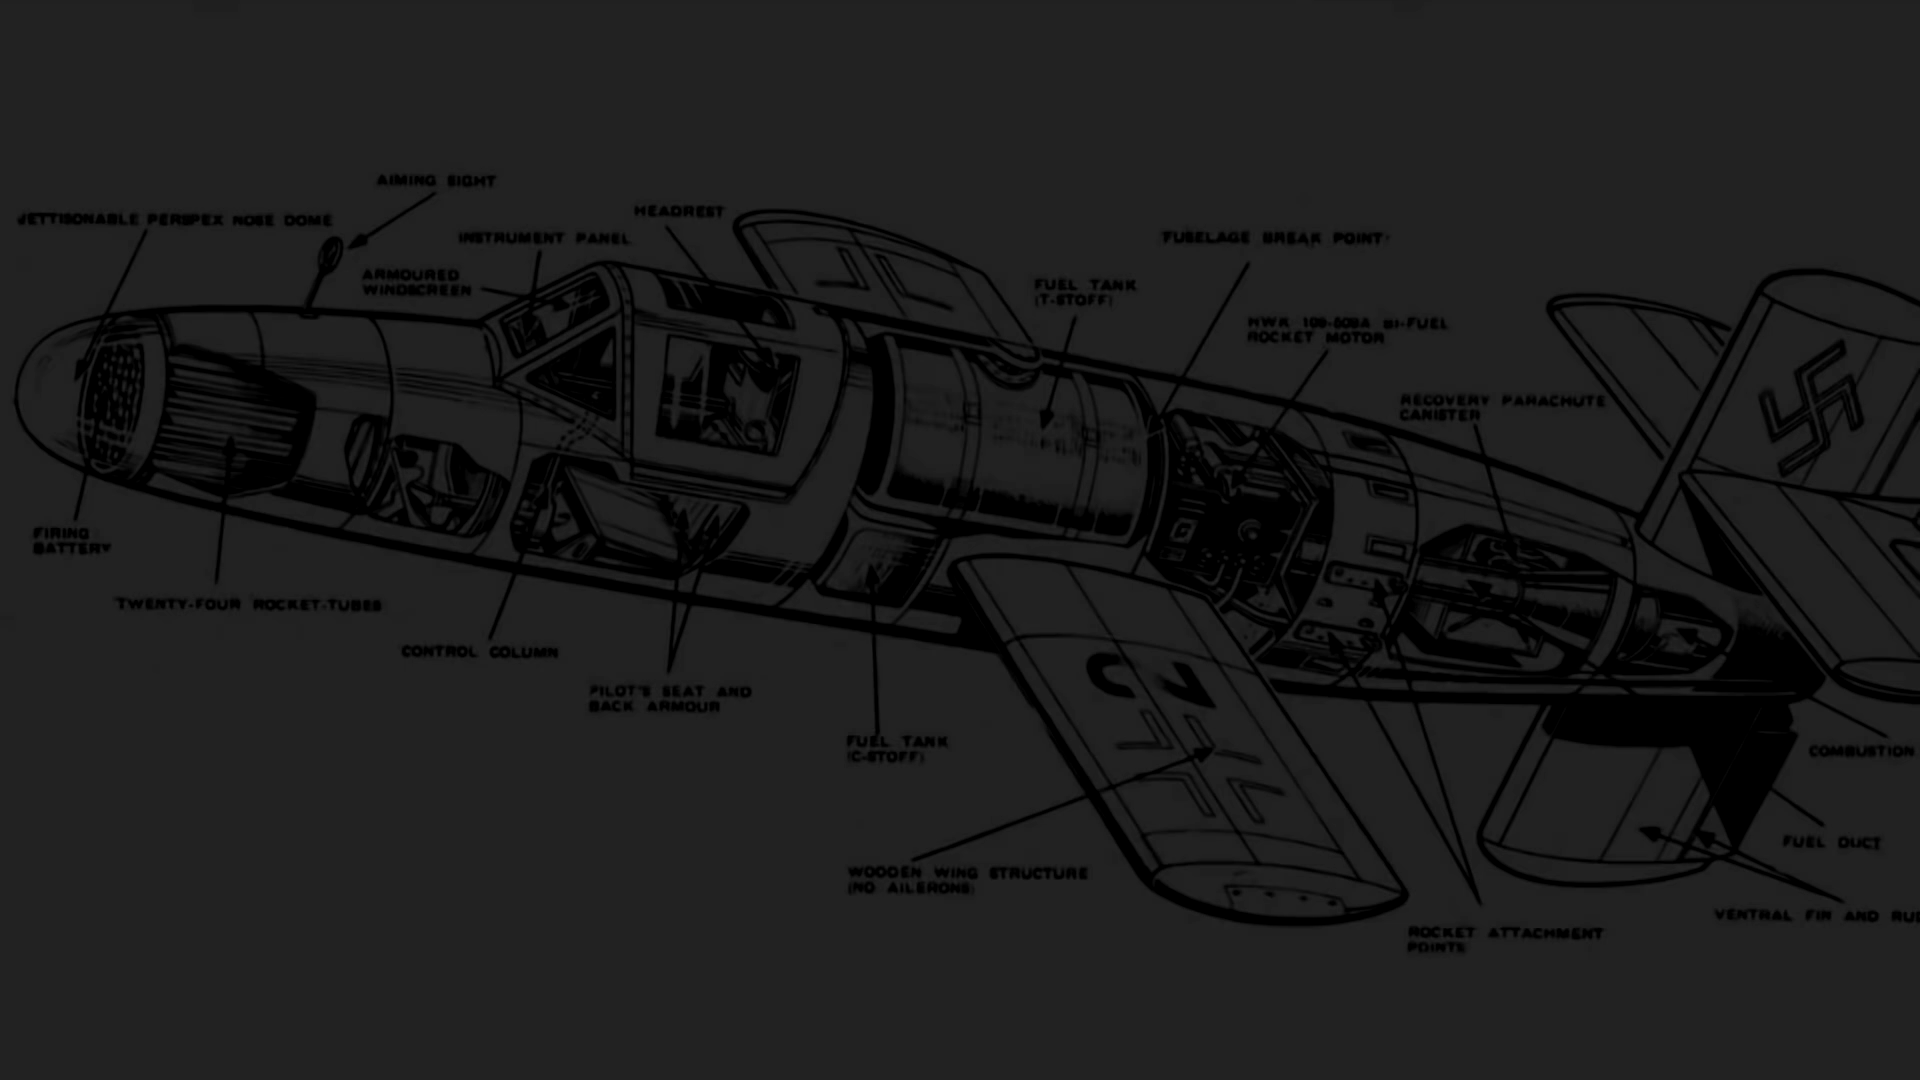 AIMING SIGHT
JETTISONABLE PERSPEX NOSE DOME
HEADREST
INSTRUMENT PANEL
FUSELAGE BREAK POINT
ARMOURED
WINDSCREEN
FUEL TANK
(T-STOFF)
HWK 109-509A BI-FUEL
ROCKET MOTOR
RECOVERY PARACHUTE
CANISTER
FIRING
BATTERY
TWENTY-FOUR ROCKET-TUBES
CONTROL COLUMN
PILOT'S SEAT AND
BACK ARMOUR
FUEL TANK
(C-STOFF)
COMBUSTION
FUEL DUCT
WOODEN WING STRUCTURE
(NO AILERONS)
VENTRAL FIN AND RUD
ROCKET ATTACHMENT
POINTS